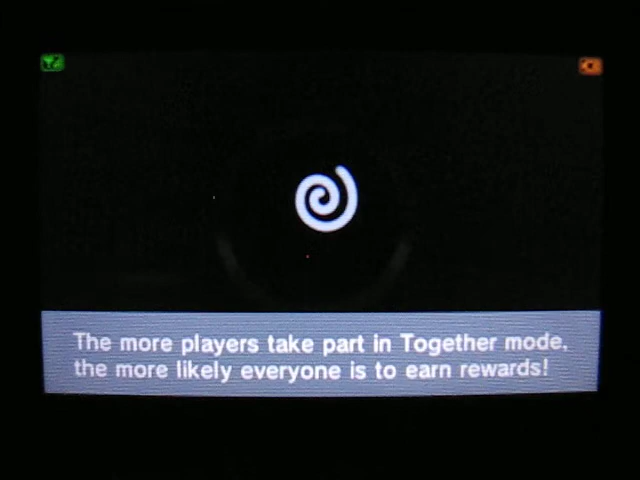 The more players take part in Together mode,
the more likely everyone is to earn rewards!